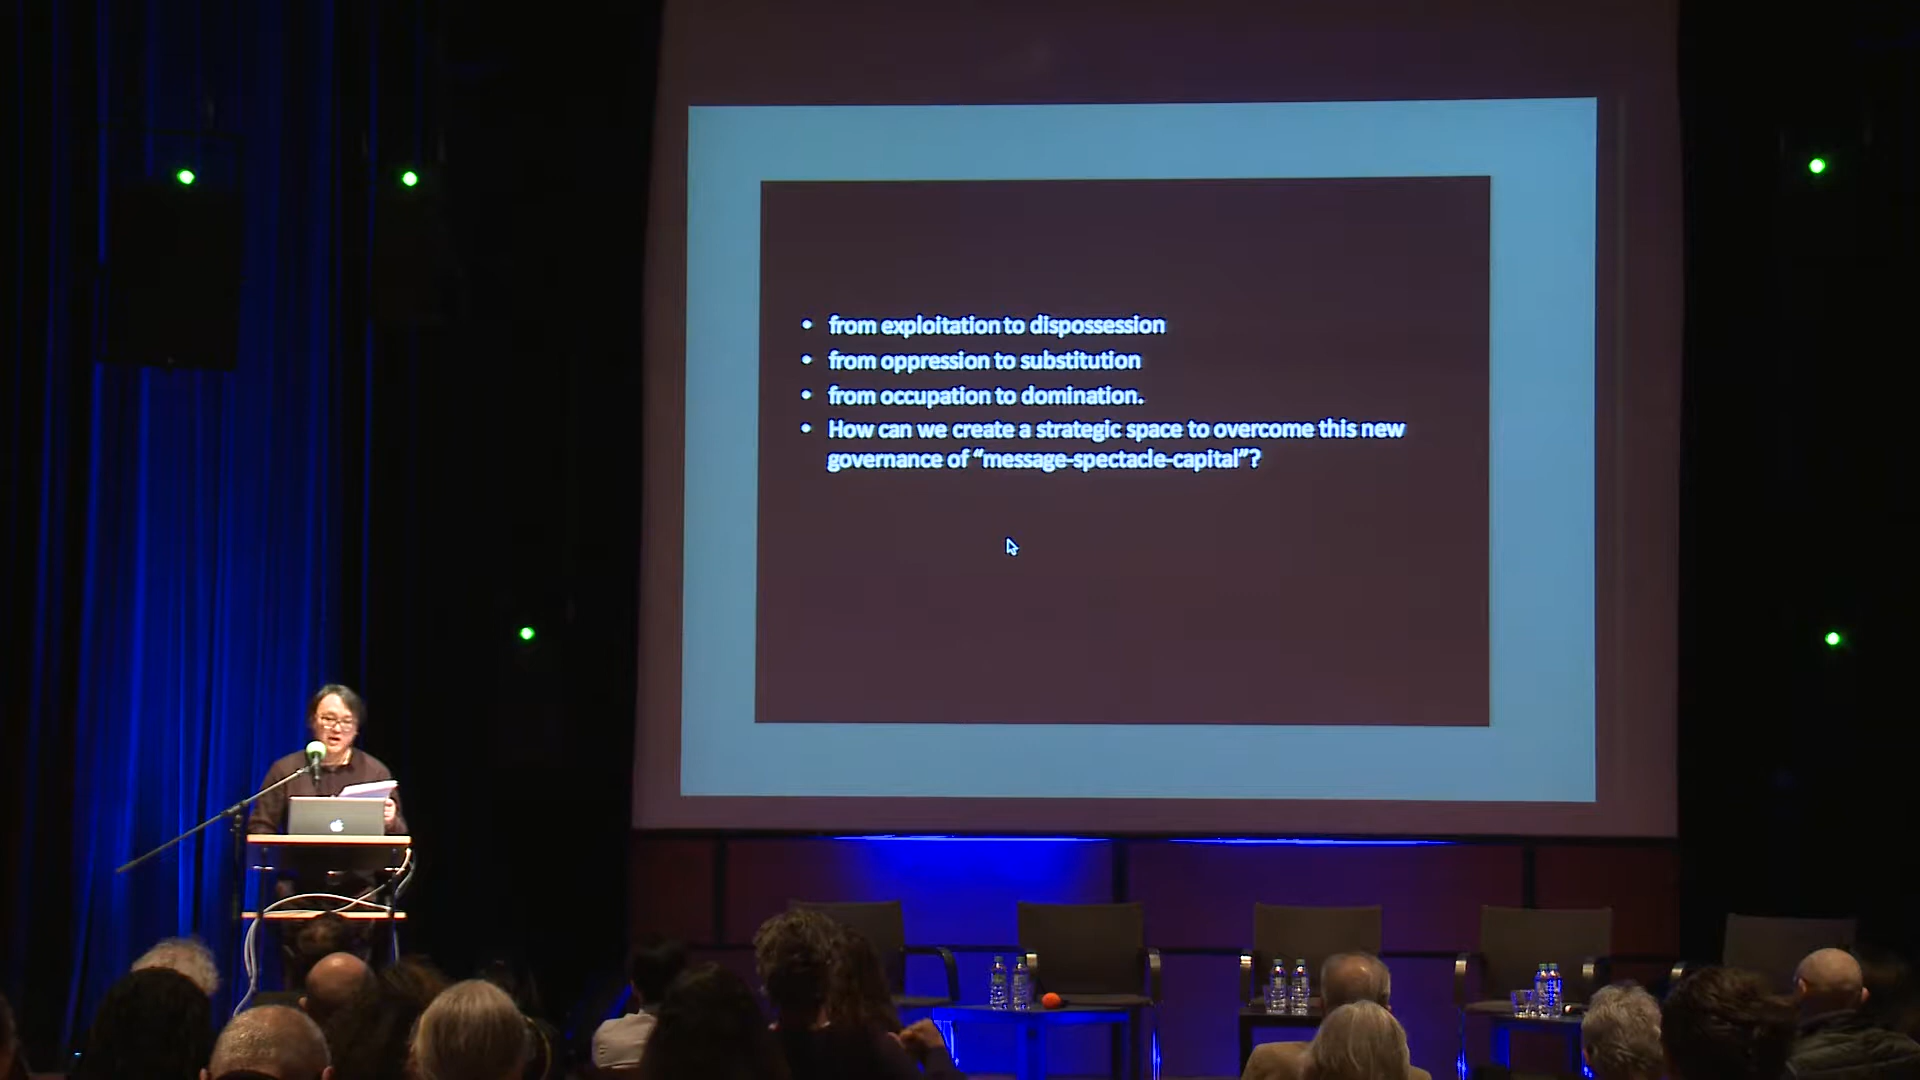 • from exploitation to dispossession
• from oppression to substitution
• from occupation to domination.
• How can we create a strategic space to overcome this new
governance of “message-spectacle-capital”?